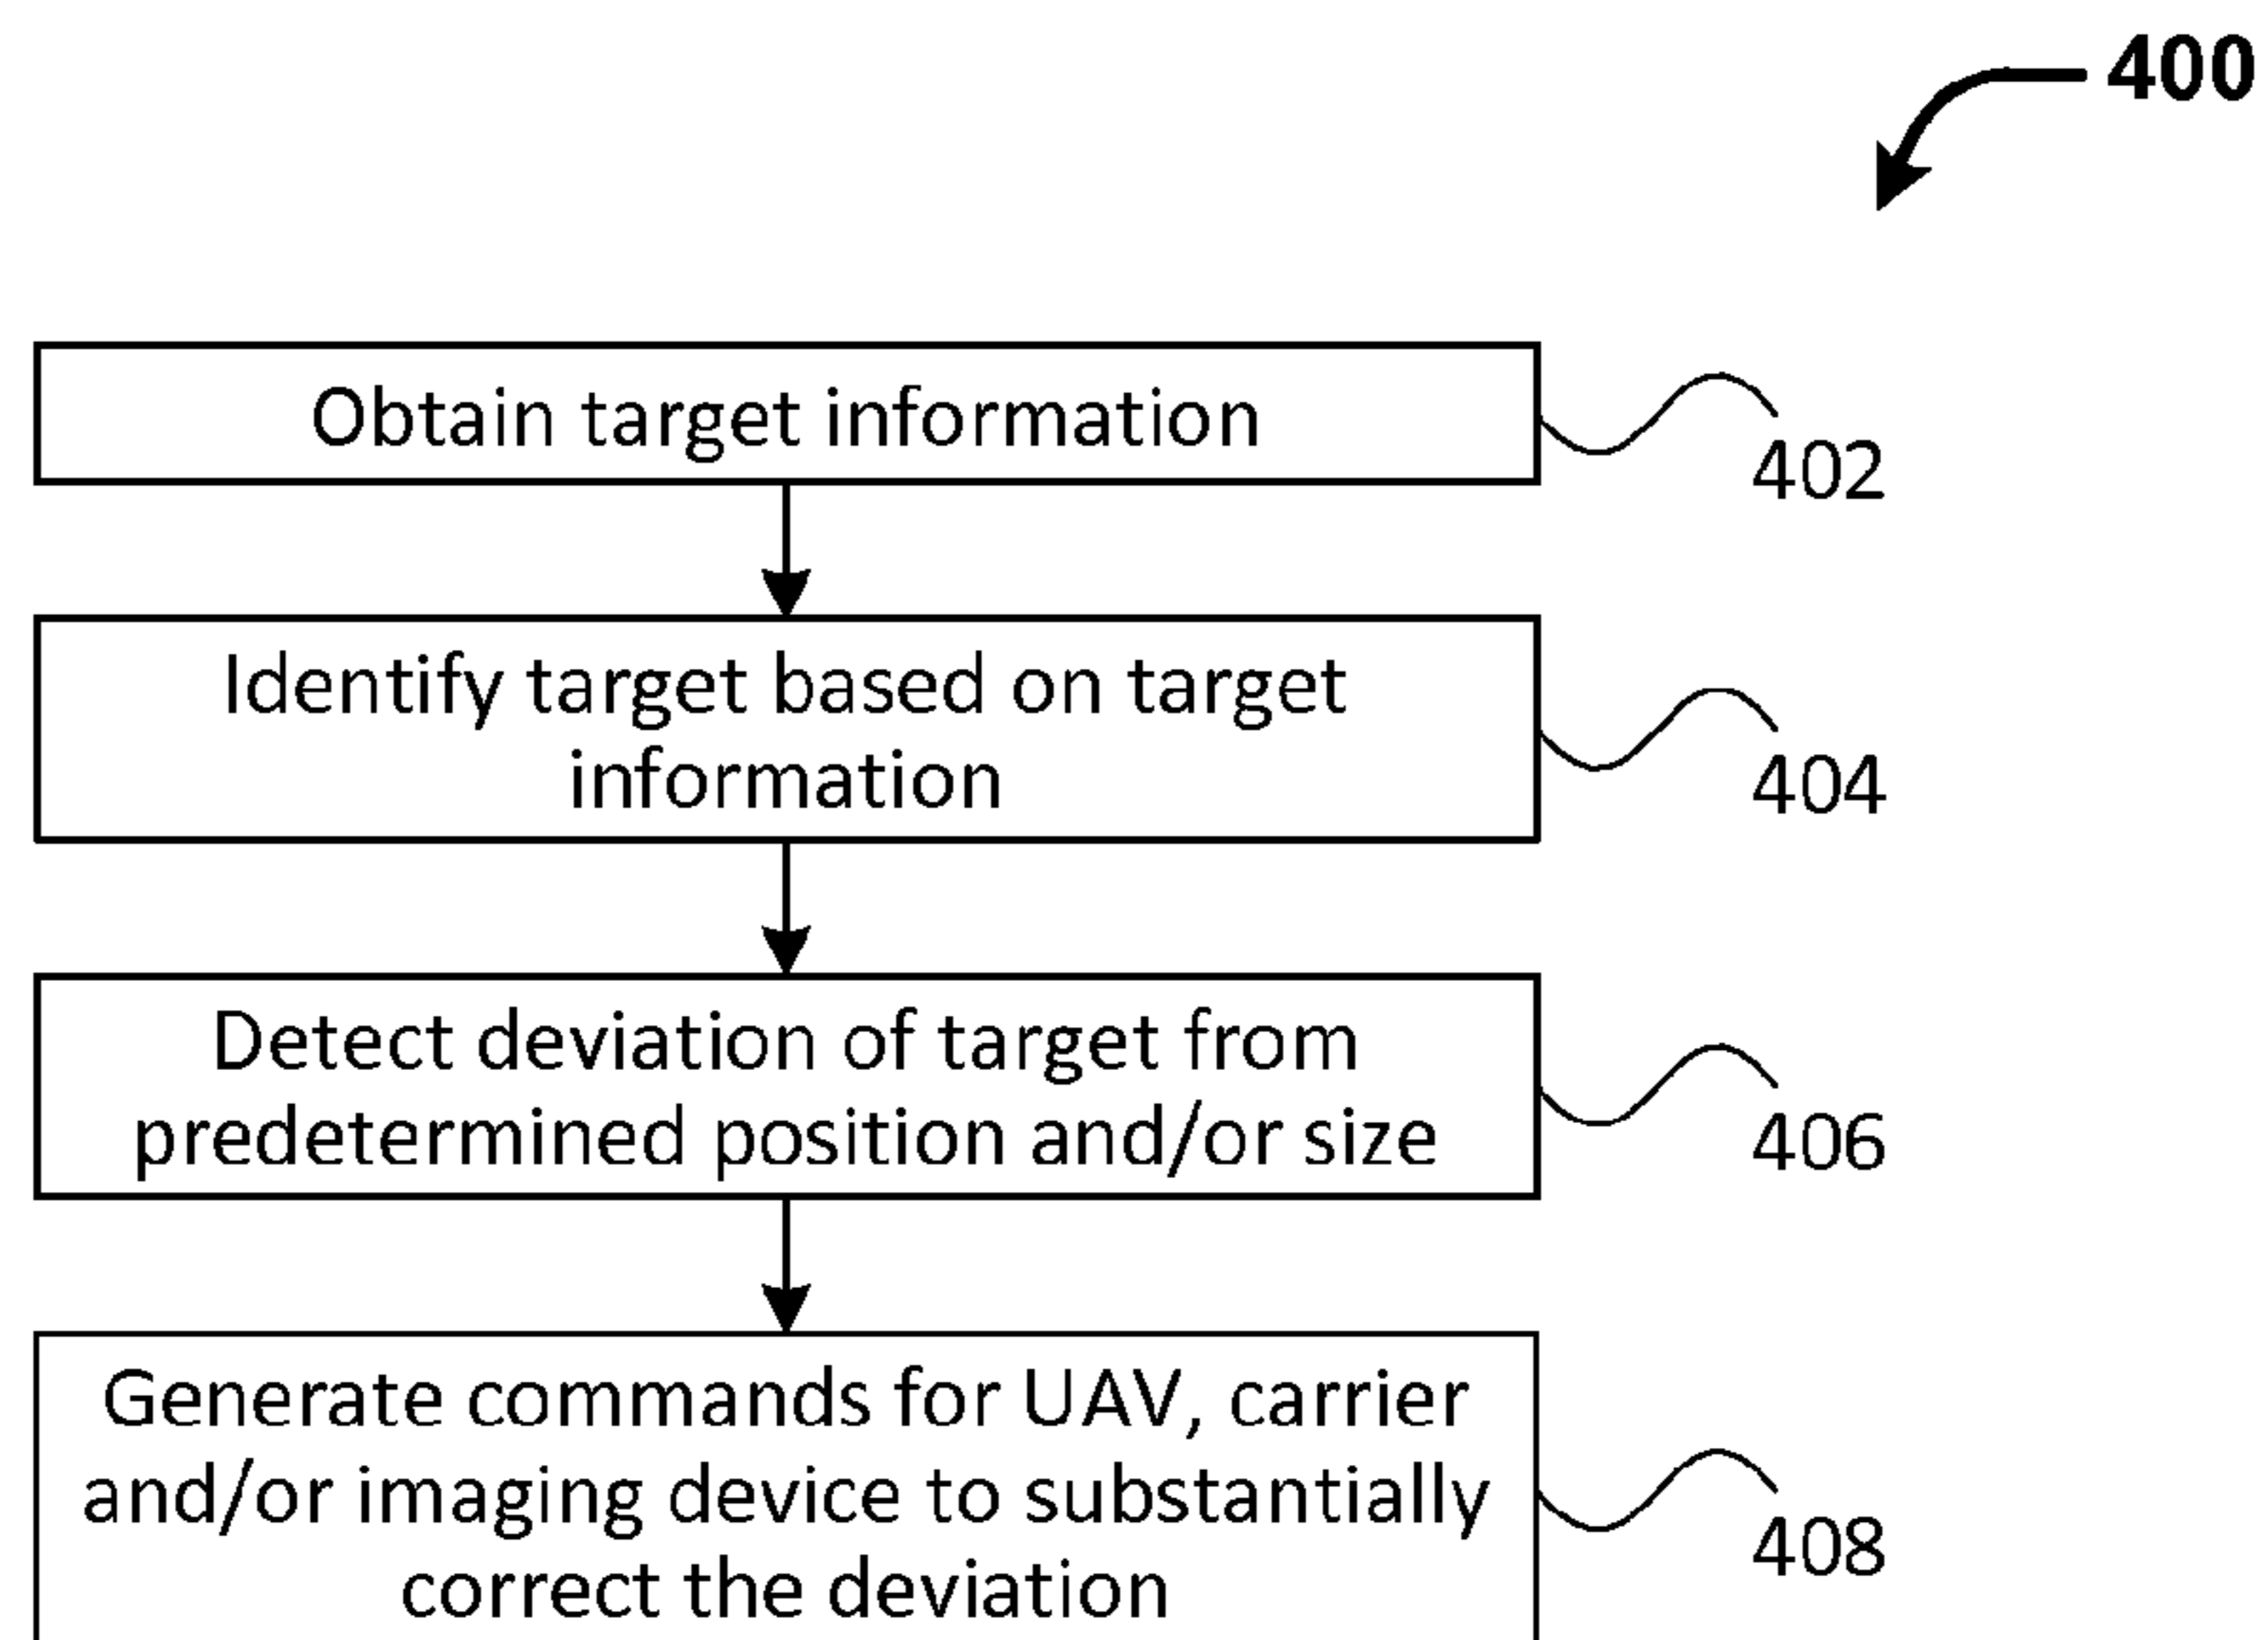 400
Obtain target information
402
Identify target based on target
information
404
Detect deviation of target from
predetermined position and/or size
406
Generate commands for UAV, carrier
and/or imaging device to substantially
correct the deviation
408